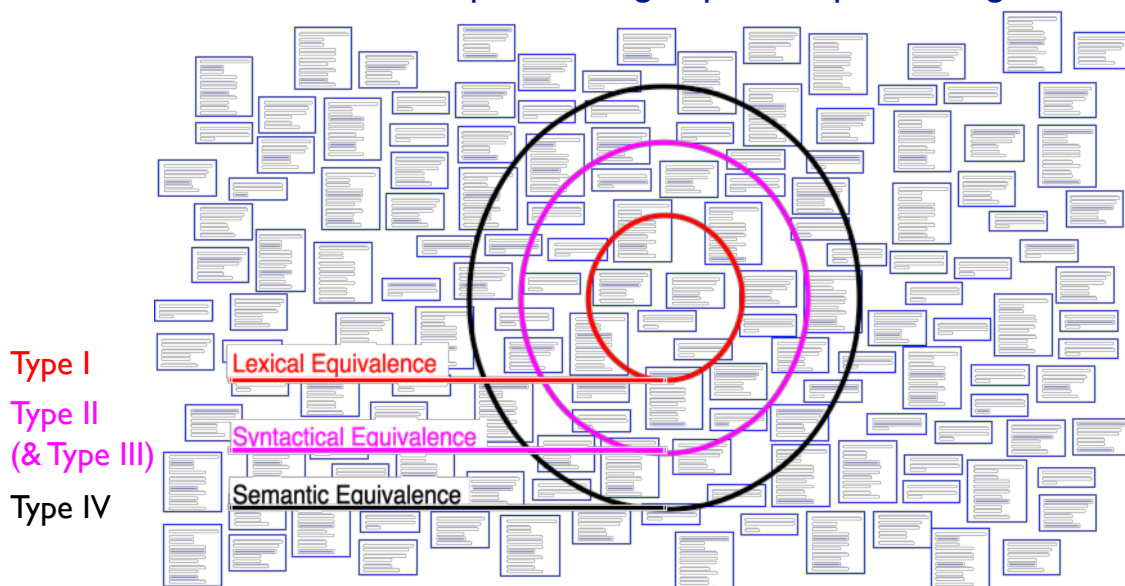 Type I
Lexical Equivalence
Type II
(& Type III)
Syntactical Equivalence
Type IV
Semantic Equivalence